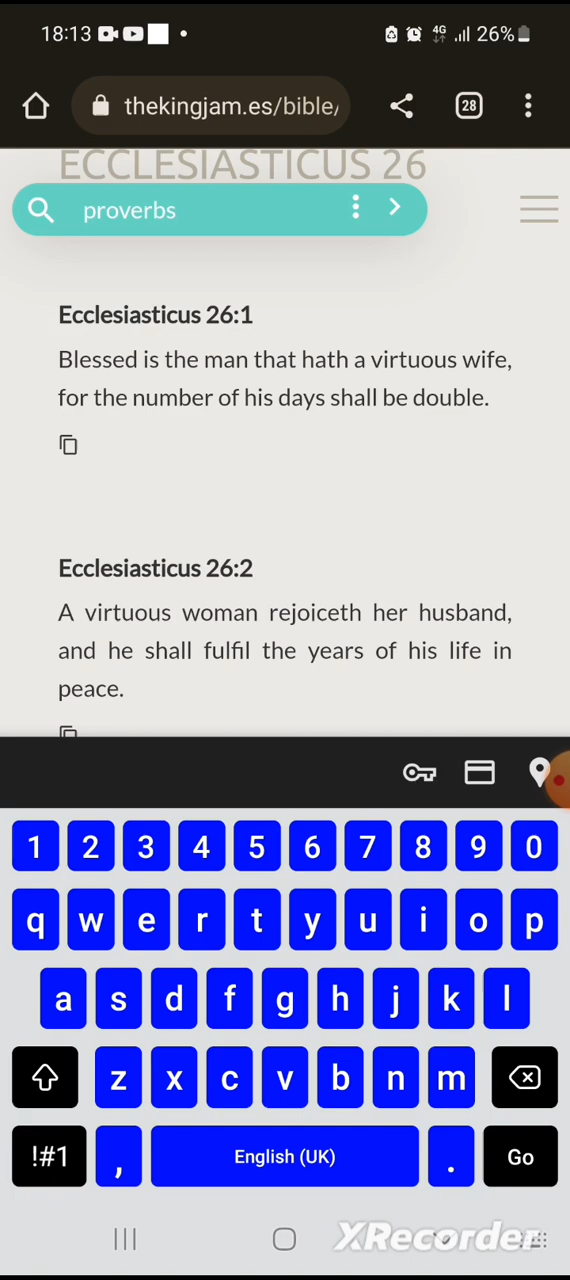 18:13 4G 26%
thekingjam.es/bible/ 28
ECCLESIASTICUS 26
proverbs
Ecclesiasticus 26:1
Blessed is the man that hath a virtuous wife,
for the number of his days shall be double.
Ecclesiasticus 26:2
A virtuous woman rejoiceth her husband,
and he shall fulfil the years of his life in
peace.
1 2 3 4 5 6 7 8 9 0
q w e r t y u i o p
a s d f g h j k l
z x c v b n m
!#1 , English (UK) . Go
XRecorder